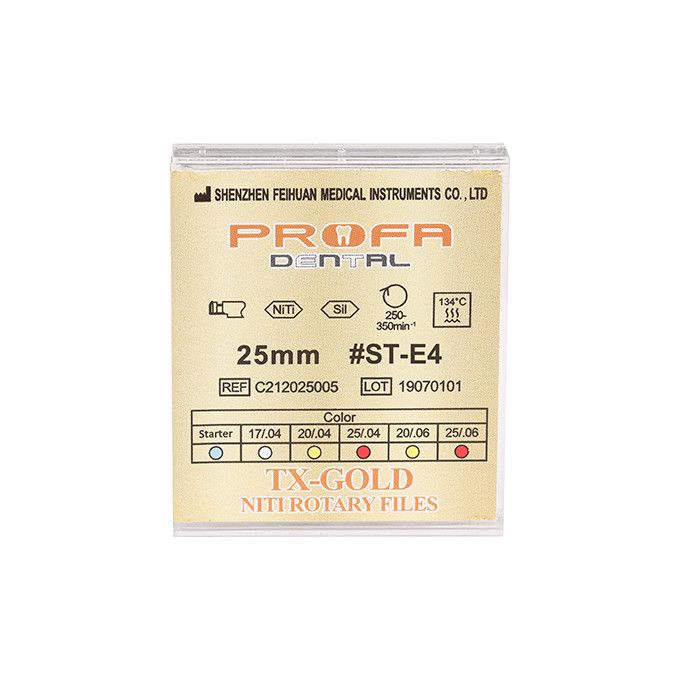 SHENZHEN FEIHUAN MEDICAL INSTRUMENTS CO.,LTD
PROFA
DENTAL
NiTi Sil 250-350min⁻¹ 134°C
25mm #ST-E4
REF C212025005 LOT 19070101
Color
Starter 17/.04 20/.04 25/.04 20/.06 25/.06
TX-GOLD
NITI ROTARY FILES